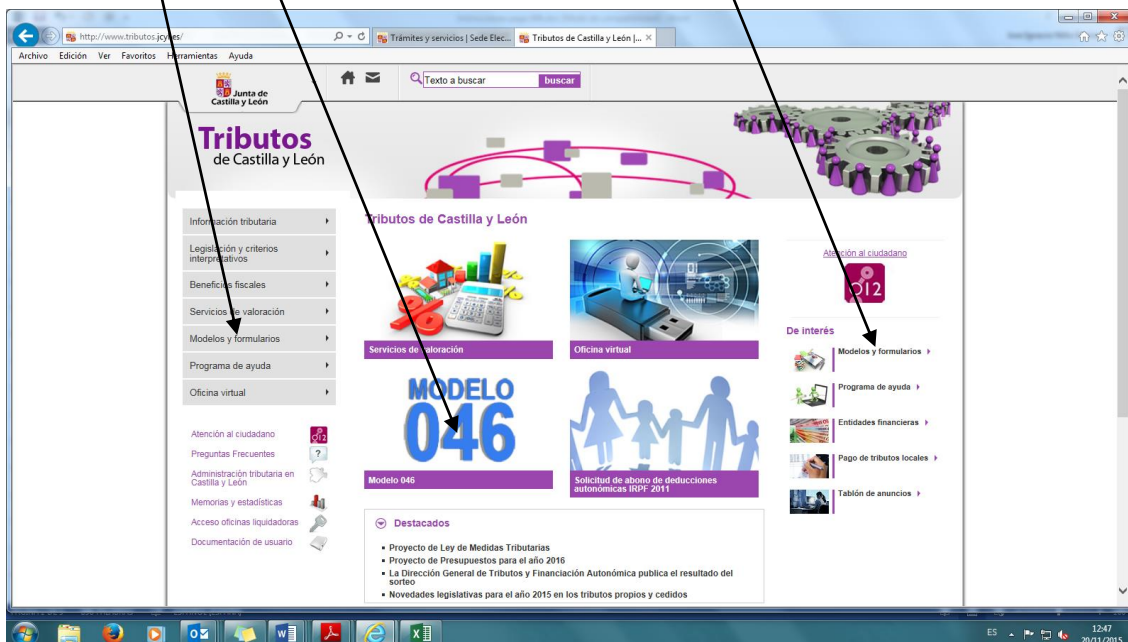 http://www.tributos.jcyl.es/
Trámites y servicios | Sede Elec...
Tributos de Castilla y León |...
Archivo Edición Ver Favoritos Herramientas Ayuda
Junta de
Castilla y León
Texto a buscar
buscar
Tributos
de Castilla y León
Información tributaria
Legislación y criterios
interpretativos
Beneficios fiscales
Servicios de valoración
Modelos y formularios
Programa de ayuda
Oficina virtual
Atención al ciudadano
012
Preguntas Frecuentes
?
Administración tributaria en
Castilla y León
Memorias y estadísticas
Acceso oficinas liquidadoras
Documentación de usuario
Tributos de Castilla y León
Servicios de valoración
Oficina virtual
MODELO
046
Modelo 046
Solicitud de abono de deducciones
autonómicas IRPF 2011
Destacados
Proyecto de Ley de Medidas Tributarias
Proyecto de Presupuestos para el año 2016
La Dirección General de Tributos y Financiación Autonómica publica el resultado del
sorteo
Novedades legislativas para el año 2015 en los tributos propios y cedidos
Atención al ciudadano
012
De interés
Modelos y formularios
Programa de ayuda
Entidades financieras
Pago de tributos locales
Tablón de anuncios
ES
12:47
20/11/2015